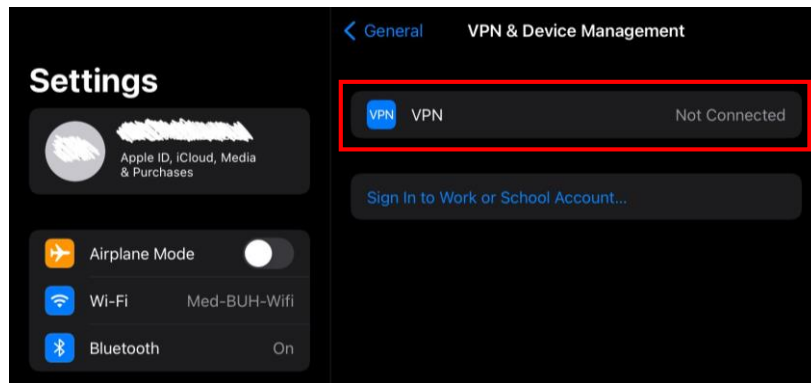 Settings
Apple ID, iCloud, Media
& Purchases
Airplane Mode
Wi-Fi Med-BUH-Wifi
Bluetooth On
General VPN & Device Management
VPN VPN Not Connected
Sign In to Work or School Account...